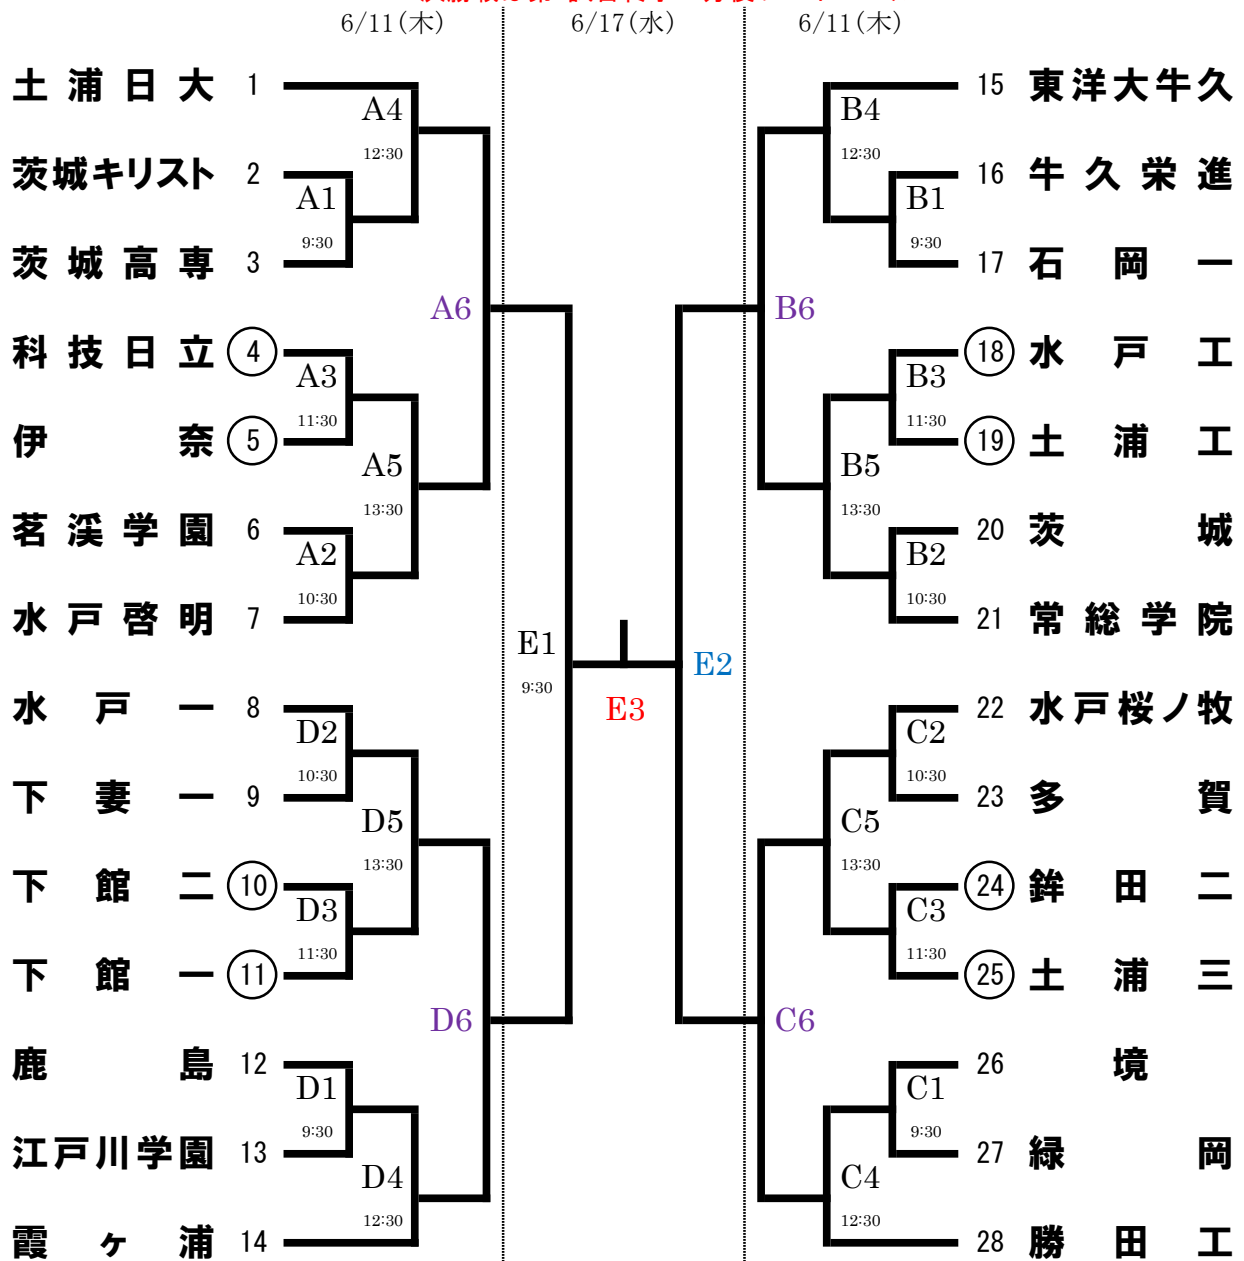 6/11(木) 6/17(水) 6/11(木)
土浦日大 1 A4 12:30 B4 12:30 15 東洋大牛久
茨城キリスト 2 A1 9:30 B1 9:30 16 牛久栄進
茨城高専 3 17 石岡一
A6 B6
科技日立 4 A3 11:30 B3 11:30 18 水戸工
伊奈 5 A5 13:30 B5 13:30 19 土浦工
茗渓学園 6 A2 10:30 B2 10:30 20 茨城
水戸啓明 7 21 常総学院
E1 9:30 E2
E3
水戸一 8 D2 10:30 C2 10:30 22 水戸桜ノ牧
下妻一 9 D5 13:30 C5 13:30 23 多賀
下館二 10 D3 11:30 C3 11:30 24 鉾田二
下館一 11 25 土浦三
D6 C6
鹿島 12 D1 9:30 C1 9:30 26 境
江戸川学園 13 D4 12:30 C4 12:30 27 緑岡
霞ヶ浦 14 28 勝田工